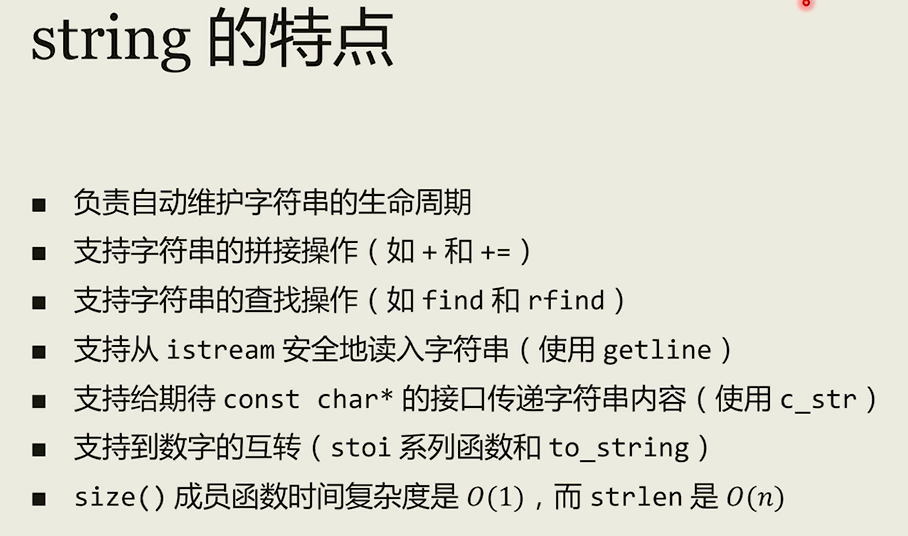 string 的特点
■ 负责自动维护字符串的生命周期
■ 支持字符串的拼接操作（如 + 和 +=）
■ 支持字符串的查找操作（如 find 和 rfind）
■ 支持从 istream 安全地读入字符串（使用 getline）
■ 支持给期待 const char* 的接口传递字符串内容（使用 c_str）
■ 支持到数字的互转（stoi 系列函数和 to_string）
■ size() 成员函数时间复杂度是 O(1)，而 strlen 是 O(n)